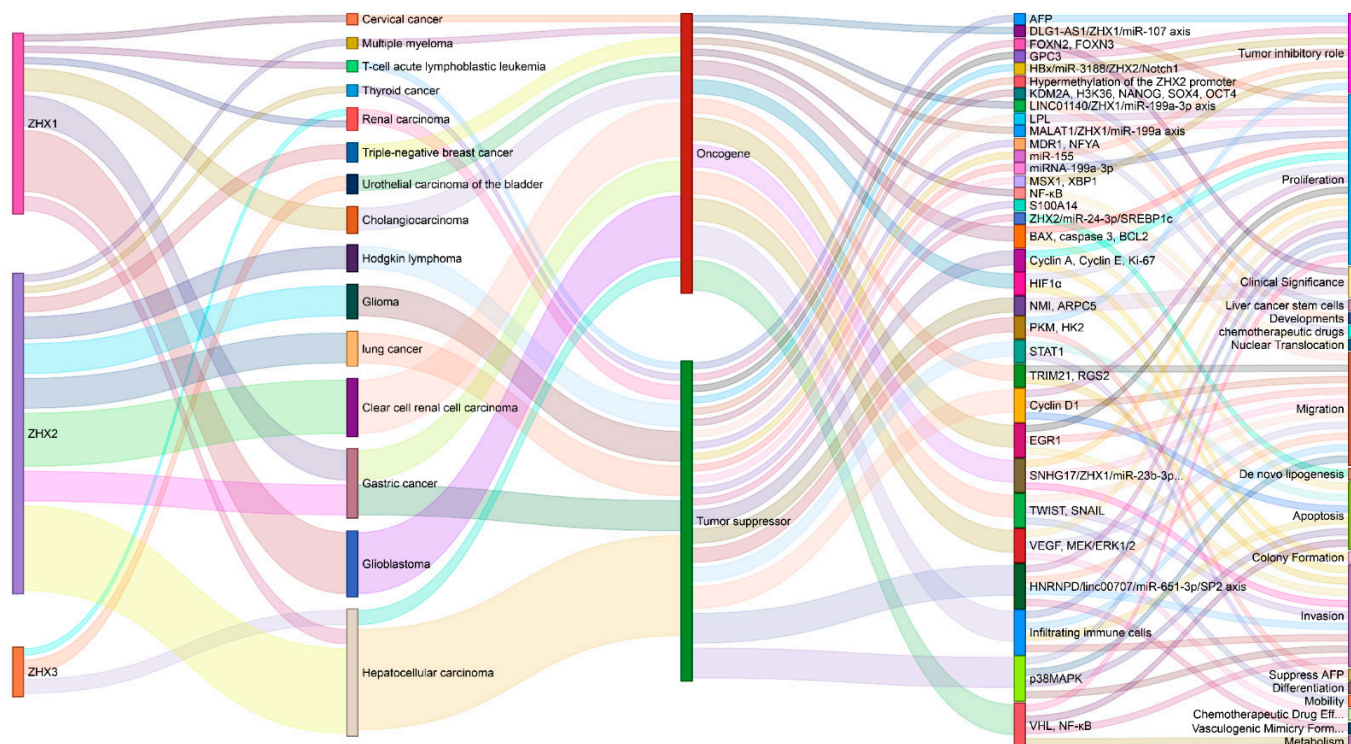 ZHX1
ZHX2
ZHX3
Cervical cancer
Multiple myeloma
T-cell acute lymphoblastic leukemia
Thyroid cancer
Renal carcinoma
Triple-negative breast cancer
Urothelial carcinoma of the bladder
Cholangiocarcinoma
Hodgkin lymphoma
Glioma
lung cancer
Clear cell renal cell carcinoma
Gastric cancer
Glioblastoma
Hepatocellular carcinoma
Oncogene
Tumor suppressor
AFP
DLG1-AS1/ZHX1/miR-107 axis
FOXN2, FOXN3
GPC3
HBx/miR-3188/ZHX2/Notch1
Hypermethylation of the ZHX2 promoter
KDM2A, H3K36, NANOG, SOX4, OCT4
LINC01140/ZHX1/miR-199a-3p axis
LPL
MALAT1/ZHX1/miR-199a axis
MDR1, NFYA
miR-155
miRNA-199a-3p
MSX1, XBP1
NF-κB
S100A14
ZHX2/miR-24-3p/SREBP1c
BAX, caspase 3, BCL2
Cyclin A, Cyclin E, Ki-67
HIF1α
NMI, ARPC5
PKM, HK2
STAT1
TRIM21, RGS2
Cyclin D1
EGR1
SNHG17/ZHX1/miR-23b-3p...
TWIST, SNAIL
VEGF, MEK/ERK1/2
HNRNPD/linc00707/miR-651-3p/SP2 axis
Infiltrating immune cells
p38MAPK
VHL, NF-κB
Tumor inhibitory role
Proliferation
Clinical Significance
Liver cancer stem cells
Developments
chemotherapeutic drugs
Nuclear Translocation
Migration
De novo lipogenesis
Apoptosis
Colony Formation
Invasion
Suppress AFP
Differentiation
Mobility
Chemotherapeutic Drug Eff...
Vasculogenic Mimicry Form...
Metabolism